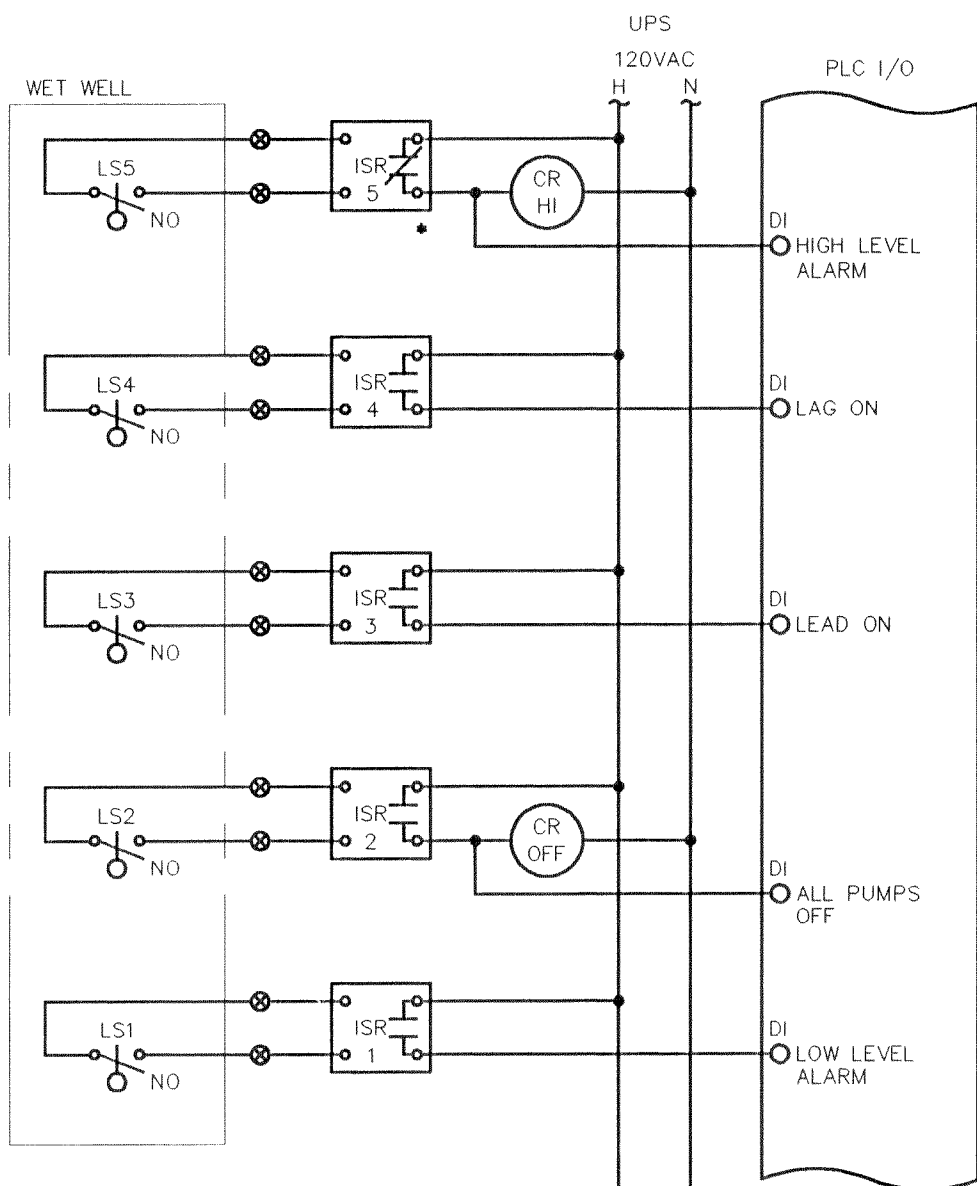 UPS
120VAC
H N
PLC I/O
WET WELL
LS5
NO
ISR
5
*
CR
HI
DI
HIGH LEVEL
ALARM
LS4
NO
ISR
4
DI
LAG ON
LS3
NO
ISR
3
DI
LEAD ON
LS2
NO
ISR
2
CR
OFF
DI
ALL PUMPS
OFF
LS1
NO
ISR
1
DI
LOW LEVEL
ALARM